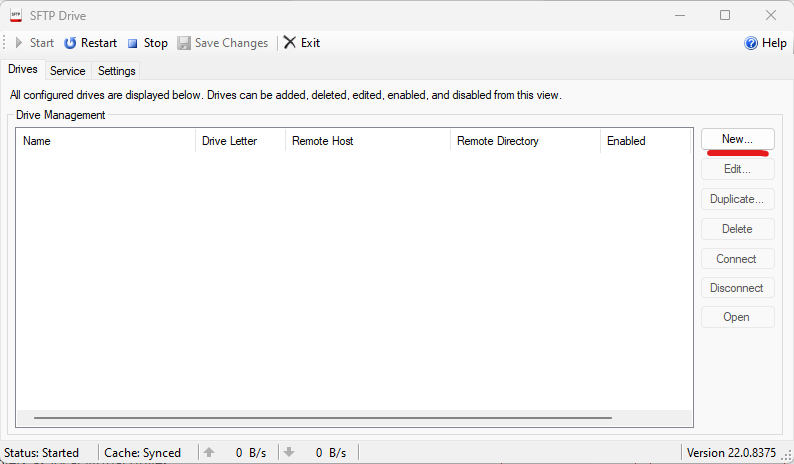 SFTP SFTP Drive
Start Restart Stop Save Changes Exit Help
Drives Service Settings
All configured drives are displayed below. Drives can be added, deleted, edited, enabled, and disabled from this view.
Drive Management
Name Drive Letter Remote Host Remote Directory Enabled
New...
Edit...
Duplicate...
Delete
Connect
Disconnect
Open
Status: Started Cache: Synced 0 B/s 0 B/s Version 22.0.8375